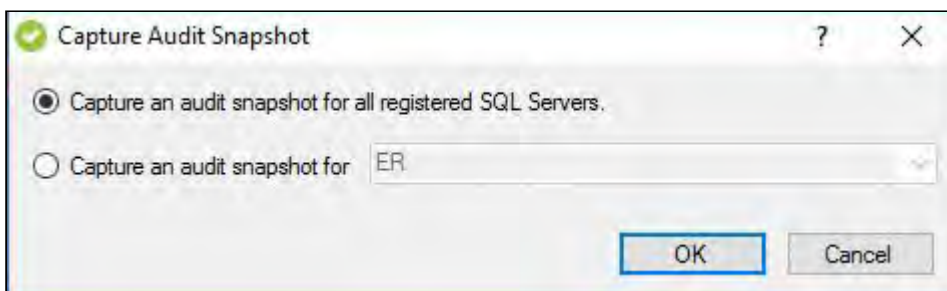 Capture Audit Snapshot ?
Capture an audit snapshot for all registered SQL Servers.
Capture an audit snapshot for ER
OK Cancel